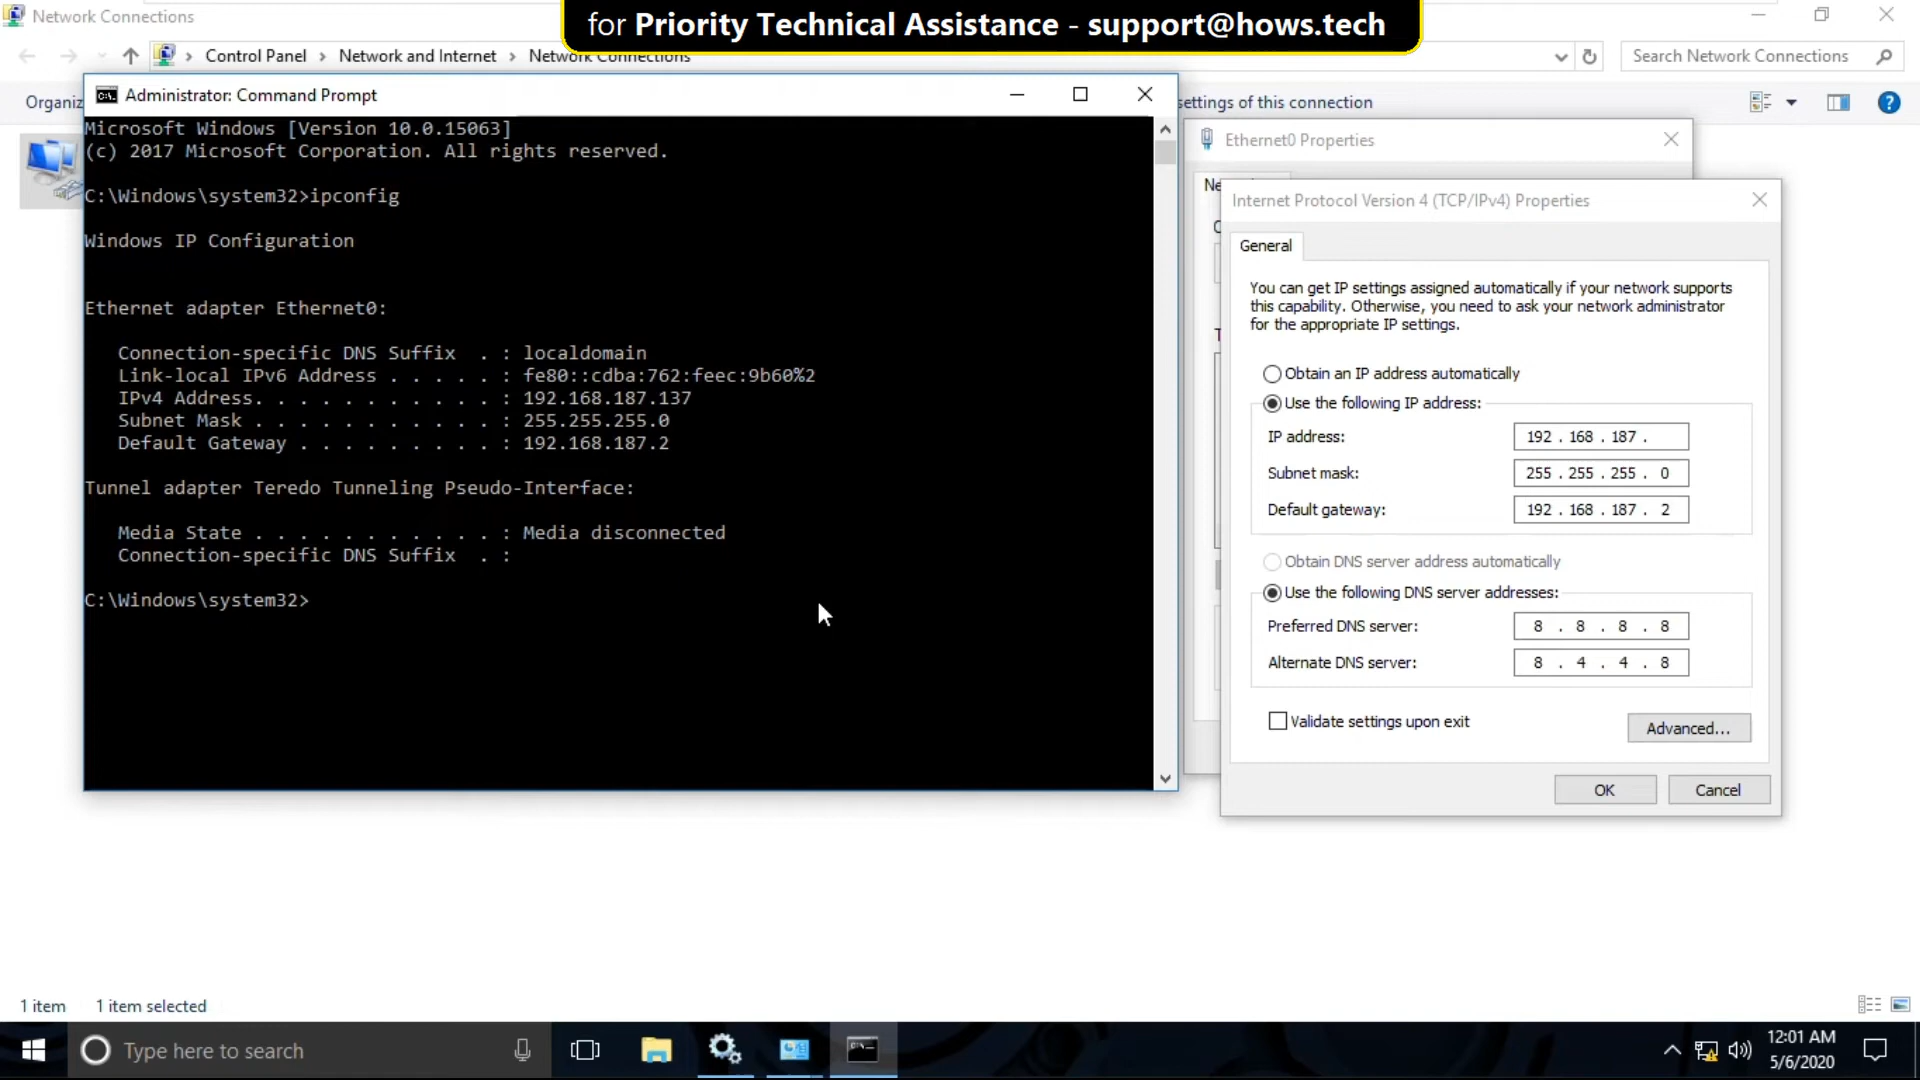 Network Connections
for Priority Technical Assistance - support@hows.tech
Control Panel > Network and Internet > Network Connections
Search Network Connections
Organiz
settings of this connection
Administrator: Command Prompt
Microsoft Windows [Version 10.0.15063]
(c) 2017 Microsoft Corporation. All rights reserved.
C:\Windows\system32>ipconfig
Windows IP Configuration
Ethernet adapter Ethernet0:
Connection-specific DNS Suffix . : localdomain
Link-local IPv6 Address . . . . . : fe80::cdba:762:feec:9b60%2
IPv4 Address. . . . . . . . . . . : 192.168.187.137
Subnet Mask . . . . . . . . . . . : 255.255.255.0
Default Gateway . . . . . . . . . : 192.168.187.2
Tunnel adapter Teredo Tunneling Pseudo-Interface:
Media State . . . . . . . . . . . : Media disconnected
Connection-specific DNS Suffix . :
C:\Windows\system32>
Ethernet0 Properties
Ne
C
T
Internet Protocol Version 4 (TCP/IPv4) Properties
General
You can get IP settings assigned automatically if your network supports
this capability. Otherwise, you need to ask your network administrator
for the appropriate IP settings.
Obtain an IP address automatically
Use the following IP address:
IP address: 192 . 168 . 187 .
Subnet mask: 255 . 255 . 255 . 0
Default gateway: 192 . 168 . 187 . 2
Obtain DNS server address automatically
Use the following DNS server addresses:
Preferred DNS server: 8 . 8 . 8 . 8
Alternate DNS server: 8 . 4 . 4 . 8
Validate settings upon exit
Advanced...
OK Cancel
1 item 1 item selected
Type here to search
12:01 AM
5/6/2020